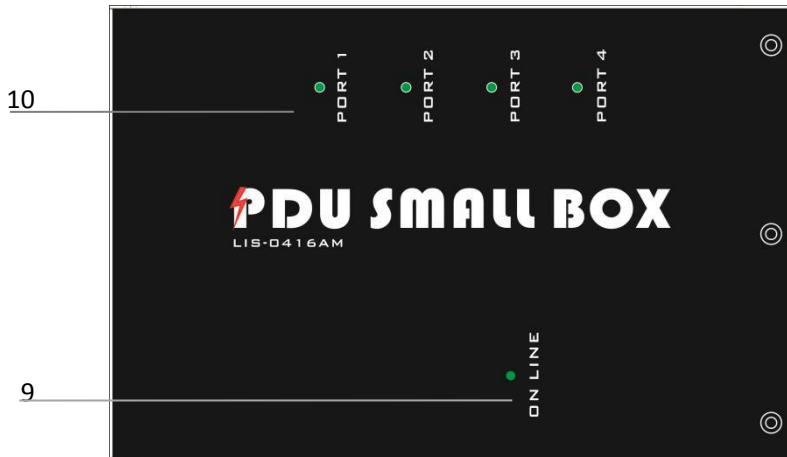 PORT 1
PORT 2
PORT 3
PORT 4
10
PDU SMALL BOX
LIS-0416AM
ON LINE
9